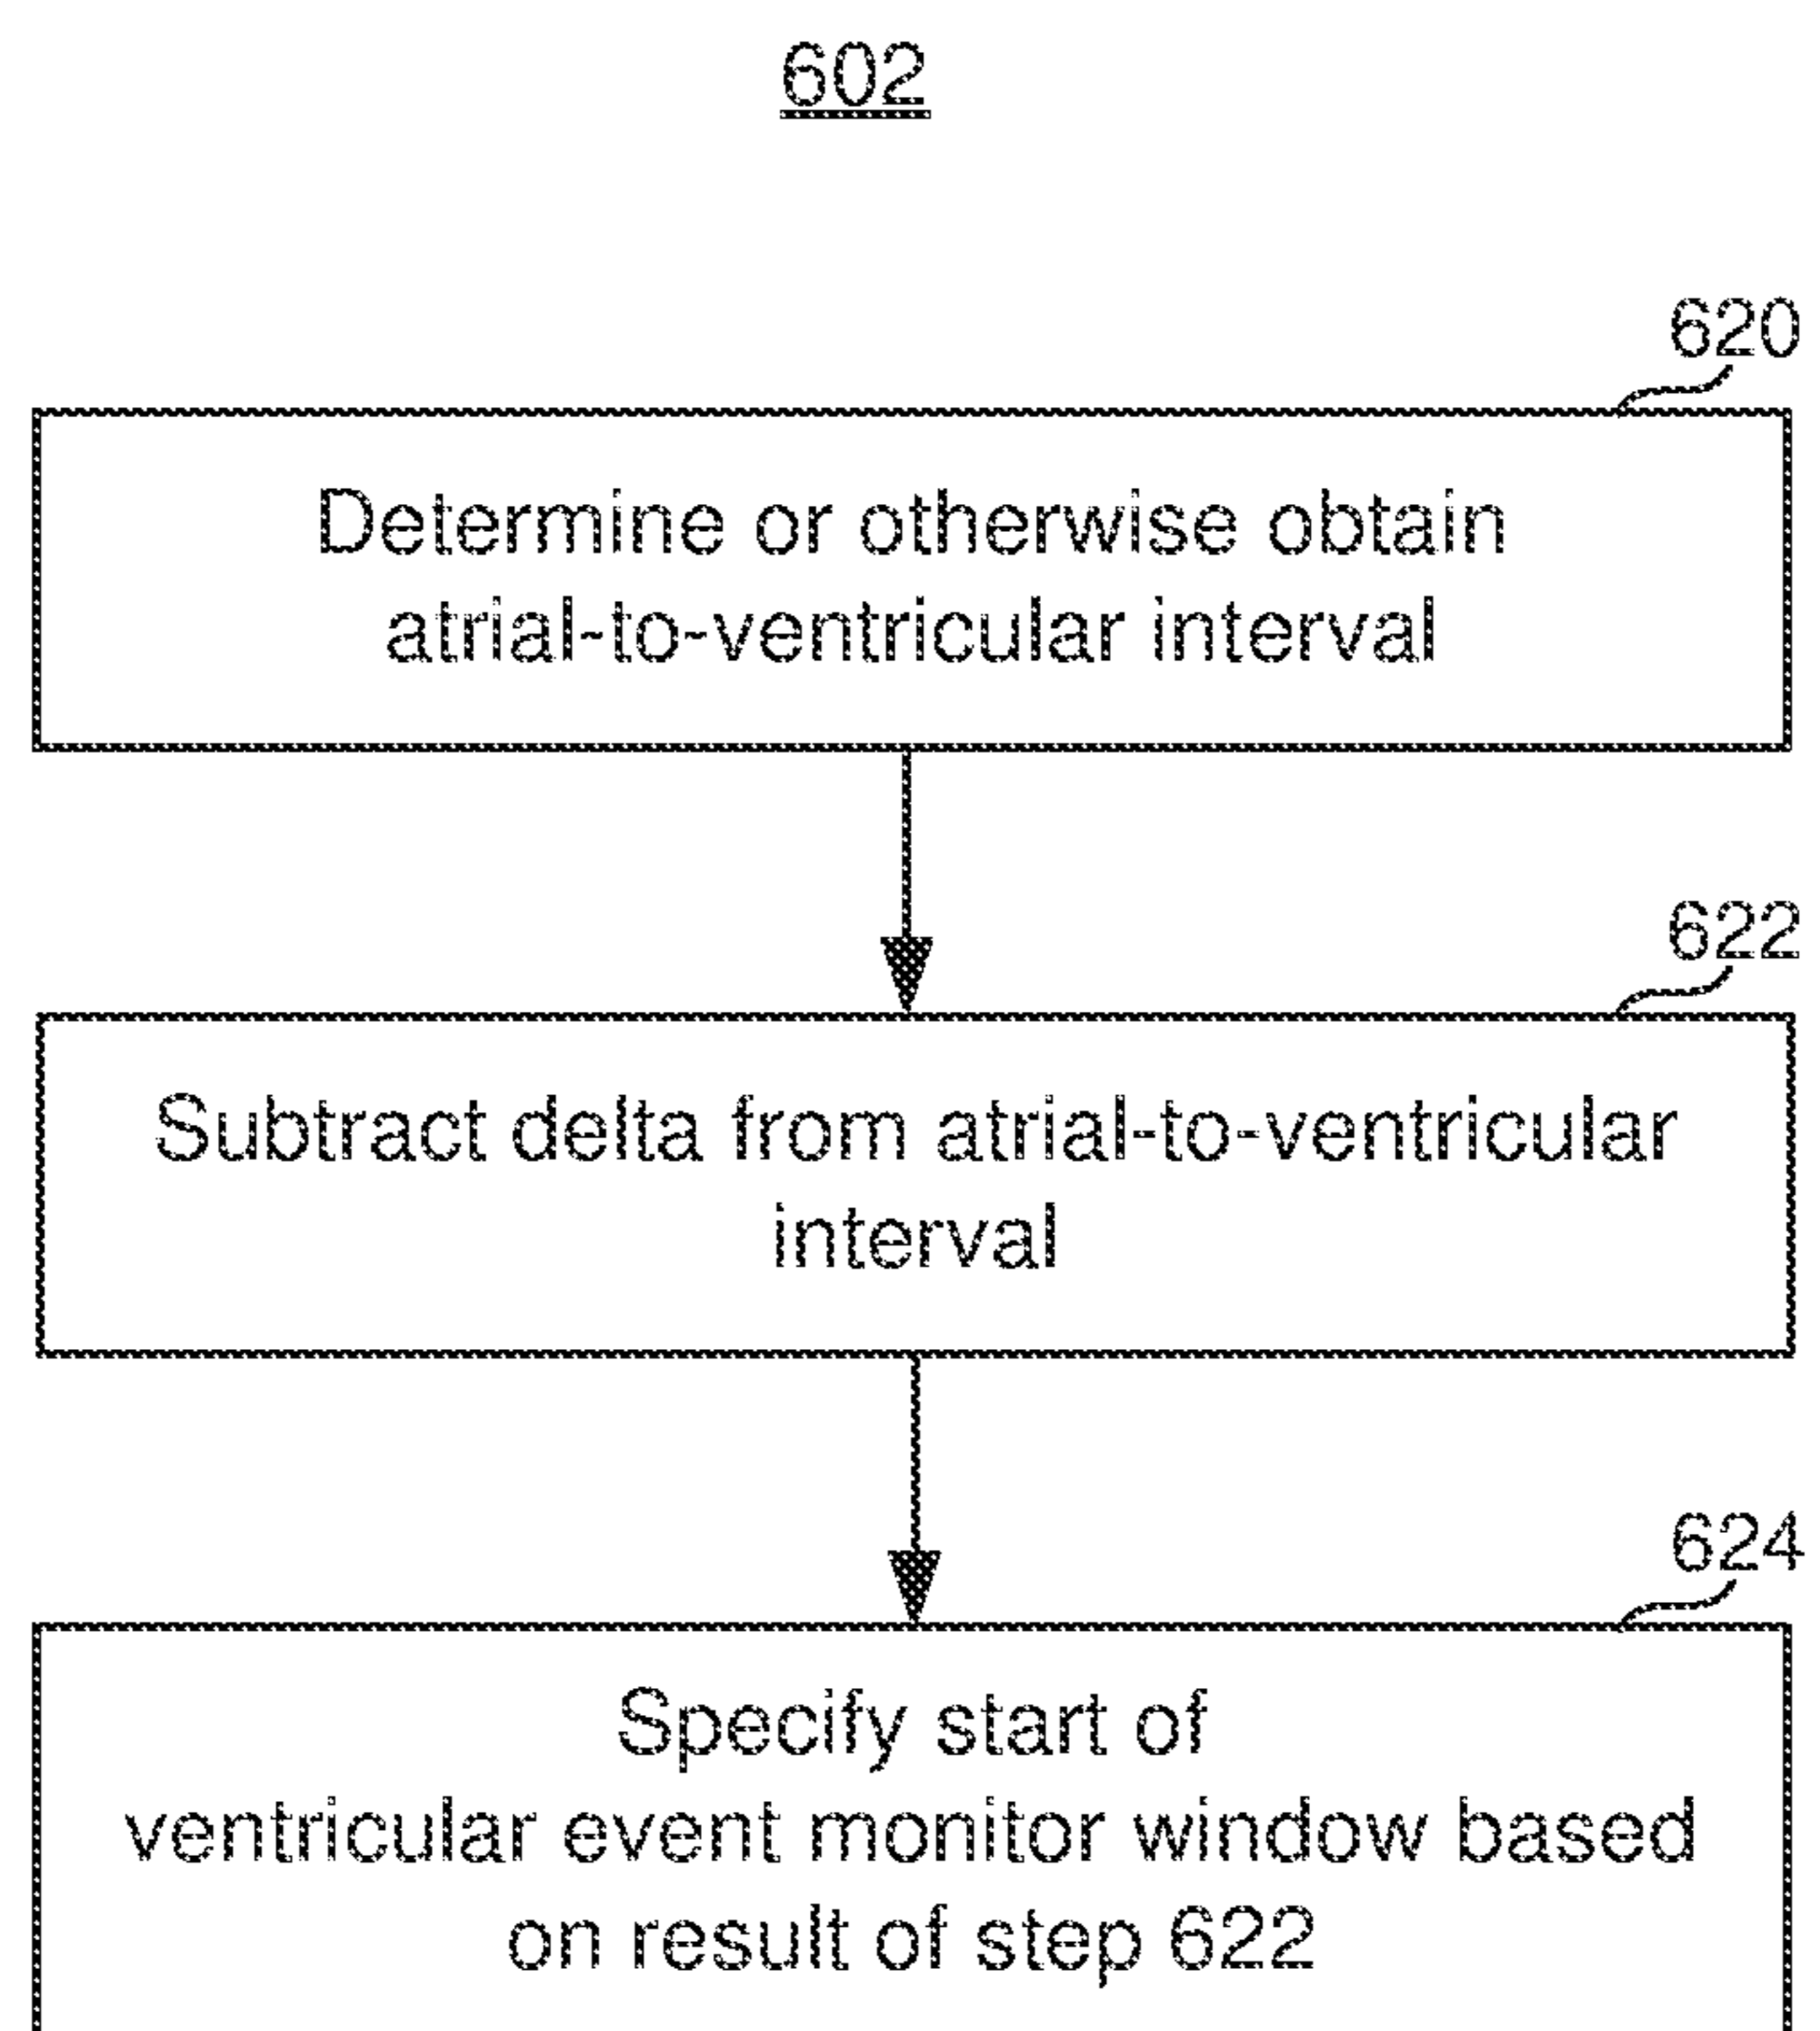 602
620
Determine or otherwise obtain
atrial-to-ventricular interval
622
Subtract delta from atrial-to-ventricular
interval
624
Specify start of
ventricular event monitor window based
on result of step 622